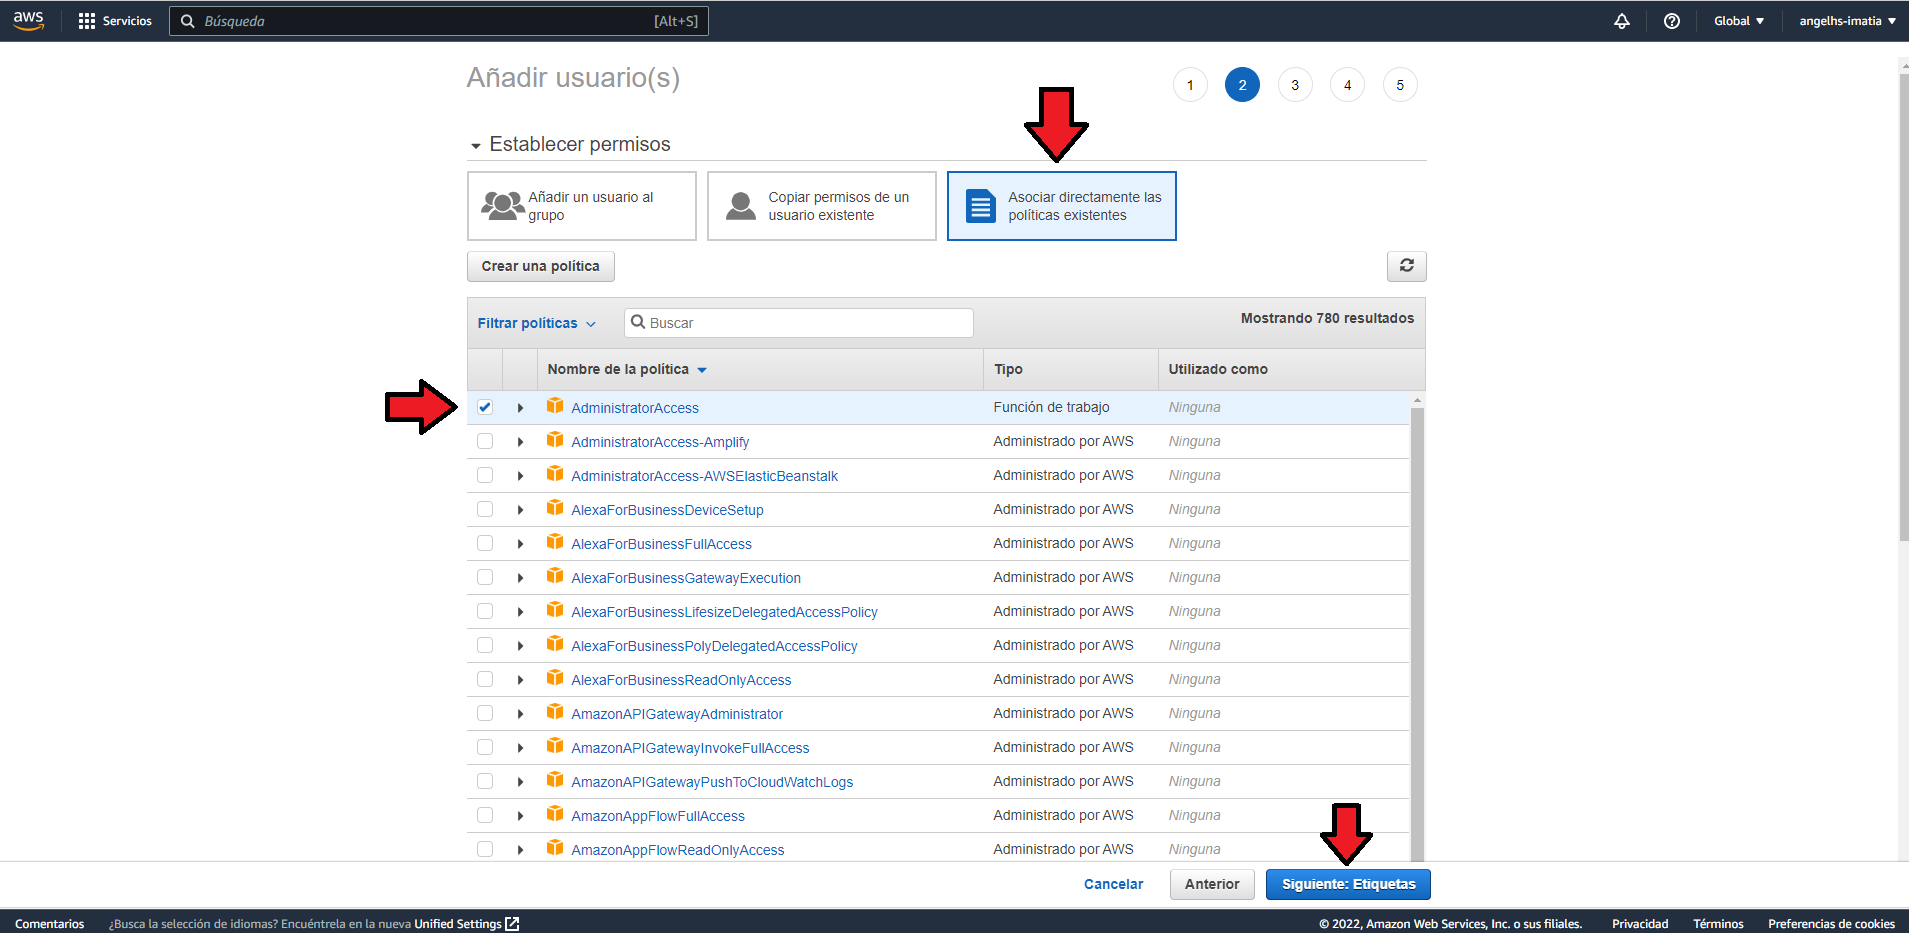 aws
Servicios
Búsqueda
[Alt+S]
Global
angelhs-imatia
Añadir usuario(s)
1
2
3
4
5
Establecer permisos
Añadir un usuario al
grupo
Copiar permisos de un
usuario existente
Asociar directamente las
políticas existentes
Crear una política
Filtrar políticas
Buscar
Mostrando 780 resultados
Nombre de la política
Tipo
Utilizado como
AdministratorAccess Función de trabajo Ninguna
AdministratorAccess-Amplify Administrado por AWS Ninguna
AdministratorAccess-AWSElasticBeanstalk Administrado por AWS Ninguna
AlexaForBusinessDeviceSetup Administrado por AWS Ninguna
AlexaForBusinessFullAccess Administrado por AWS Ninguna
AlexaForBusinessGatewayExecution Administrado por AWS Ninguna
AlexaForBusinessLifesizeDelegatedAccessPolicy Administrado por AWS Ninguna
AlexaForBusinessPolyDelegatedAccessPolicy Administrado por AWS Ninguna
AlexaForBusinessReadOnlyAccess Administrado por AWS Ninguna
AmazonAPIGatewayAdministrator Administrado por AWS Ninguna
AmazonAPIGatewayInvokeFullAccess Administrado por AWS Ninguna
AmazonAPIGatewayPushToCloudWatchLogs Administrado por AWS Ninguna
AmazonAppFlowFullAccess Administrado por AWS Ninguna
AmazonAppFlowReadOnlyAccess Administrado por AWS Ninguna
Cancelar
Anterior
Siguiente: Etiquetas
Comentarios
¿Busca la selección de idiomas? Encuéntrela en la nueva Unified Settings
© 2022, Amazon Web Services, Inc. o sus filiales.
Privacidad
Términos
Preferencias de cookies